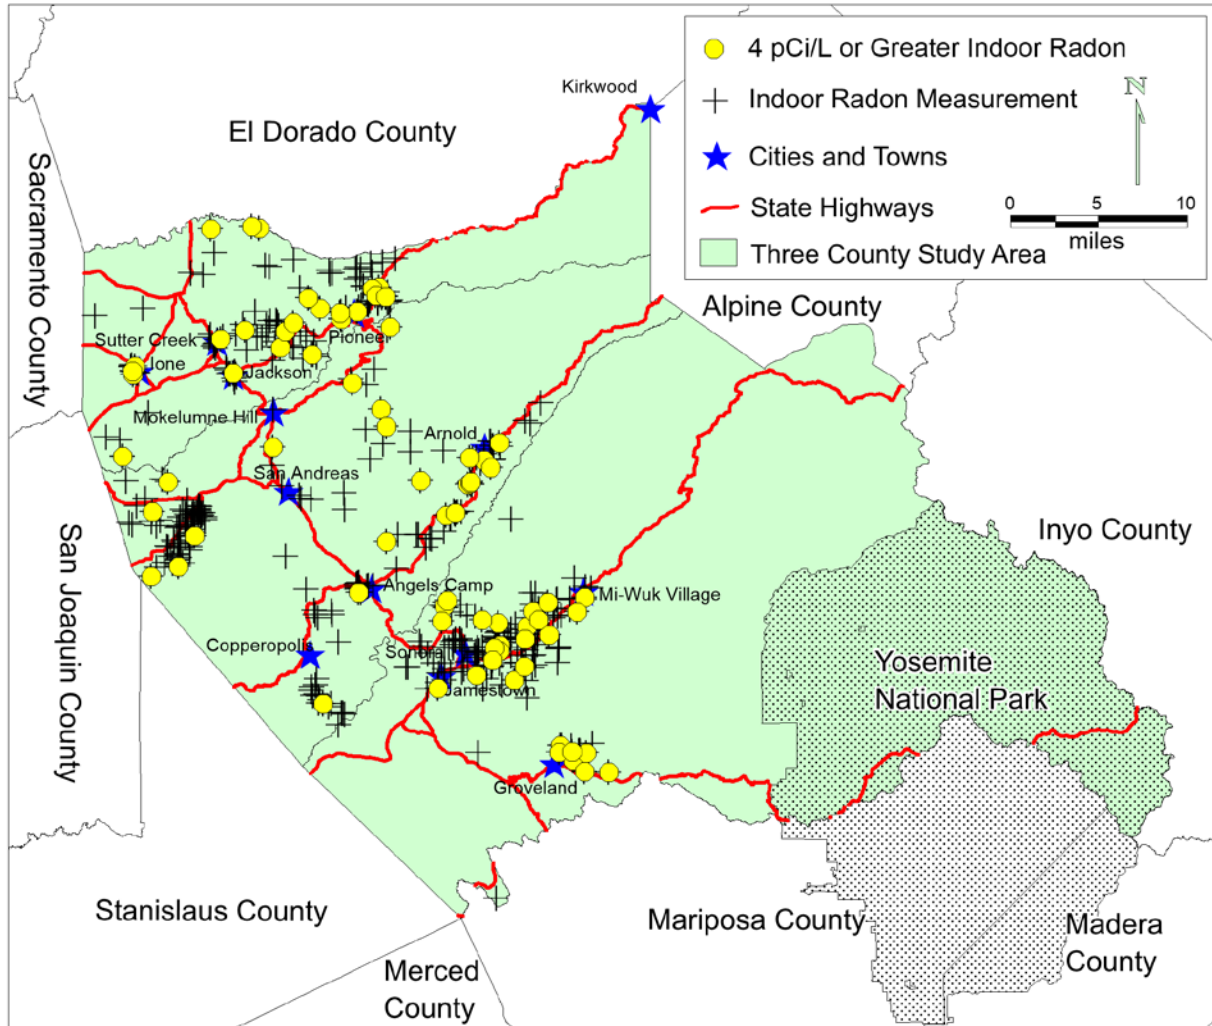 4 pCi/L or Greater Indoor Radon
Indoor Radon Measurement
Cities and Towns
State Highways
Three County Study Area
N
0 5 10
miles
Kirkwood
El Dorado County
Sacramento County
Alpine County
Sutter Creek
Pioneer
Ione
Jackson
Mokelumne Hill
Arnold
San Andreas
Inyo County
San Joaquin County
Angels Camp
Mi-Wuk Village
Copperopolis
Sonora
Jamestown
Yosemite
National Park
Groveland
Stanislaus County
Mariposa County
Madera
County
Merced
County